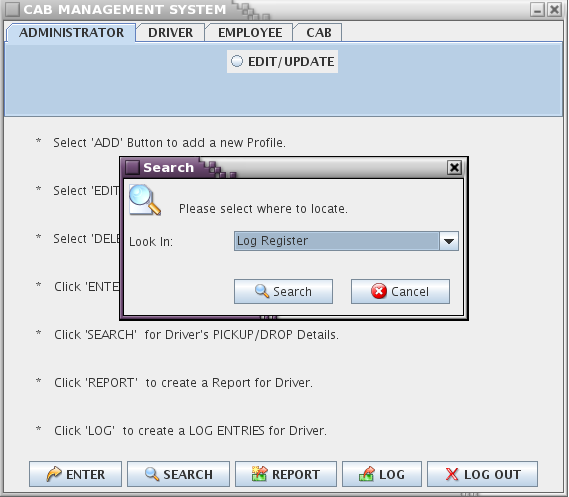 CAB MANAGEMENT SYSTEM
ADMINISTRATOR DRIVER EMPLOYEE CAB
EDIT/UPDATE
* Select 'ADD' Button to add a new Profile.
Search
* Select 'EDIT
Please select where to locate.
* Select 'DELE
Look In: Log Register
* Click 'ENTE
Search Cancel
* Click 'SEARCH' for Driver's PICKUP/DROP Details.
* Click 'REPORT' to create a Report for Driver.
* Click 'LOG' to create a LOG ENTRIES for Driver.
ENTER SEARCH REPORT LOG LOG OUT